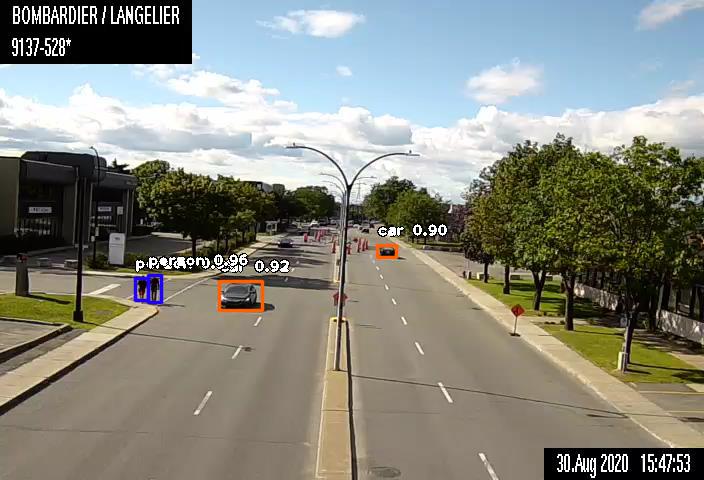 BOMBARDIER / LANGELIER
9137-528*
car 0.90
person 0.96
car 0.92
30.Aug 2020 15:47:53